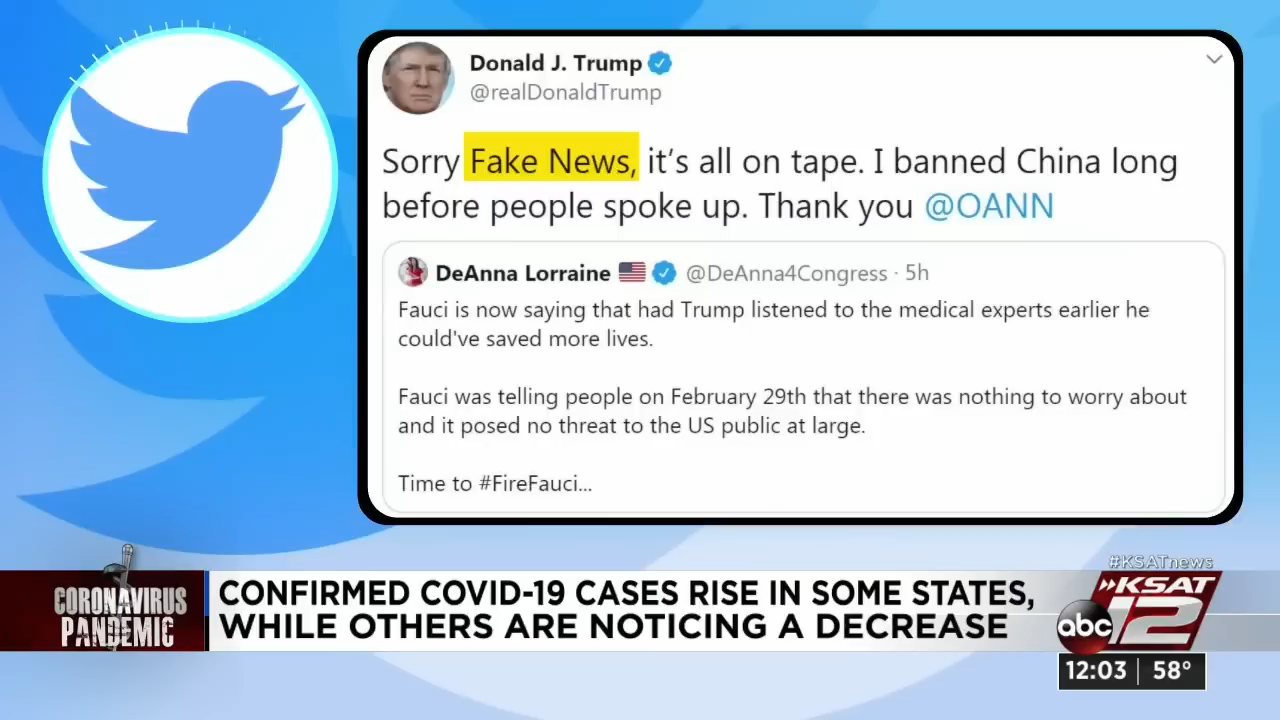 Donald J. Trump
@realDonaldTrump
Sorry Fake News, it's all on tape. I banned China long
before people spoke up. Thank you @OANN
DeAnna Lorraine @DeAnna4Congress · 5h
Fauci is now saying that had Trump listened to the medical experts earlier he
could've saved more lives.
Fauci was telling people on February 29th that there was nothing to worry about
and it posed no threat to the US public at large.
Time to #FireFauci...
#KSATnews
CORONAVIRUS
PANDEMIC
CONFIRMED COVID-19 CASES RISE IN SOME STATES,
WHILE OTHERS ARE NOTICING A DECREASE
KSAT
abc 12
12:03 58°